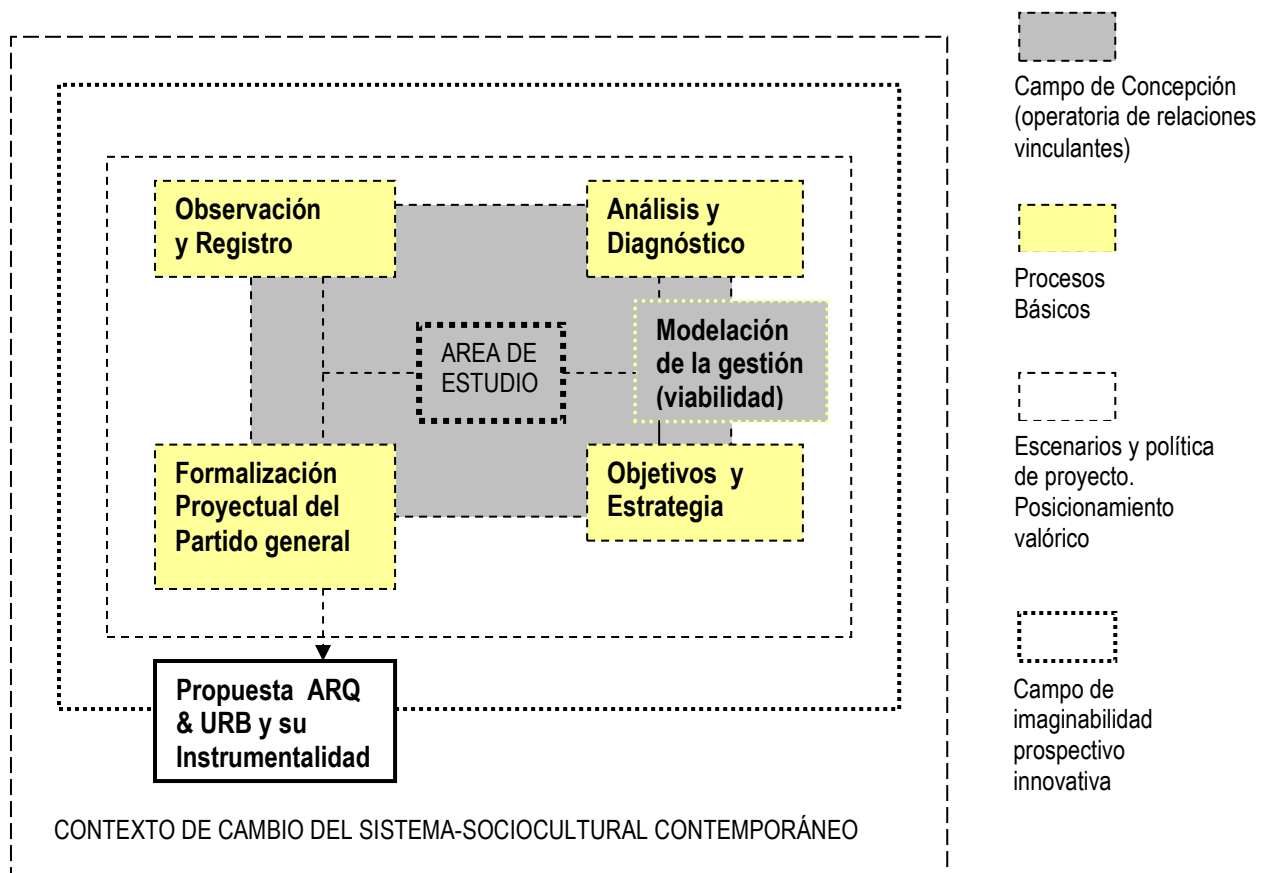 Observación
y Registro
Análisis y
Diagnóstico
Modelación
de la gestión
(viabilidad)
AREA DE
ESTUDIO
Formalización
Proyectual del
Partido general
Objetivos y
Estrategia
Propuesta ARQ
& URB y su
Instrumentalidad
CONTEXTO DE CAMBIO DEL SISTEMA-SOCIOCULTURAL CONTEMPORÁNEO
Campo de Concepción
(operatoria de relaciones
vinculantes)
Procesos
Básicos
Escenarios y política
de proyecto.
Posicionamiento
valórico
Campo de
imaginabilidad
prospectivo
innovativa